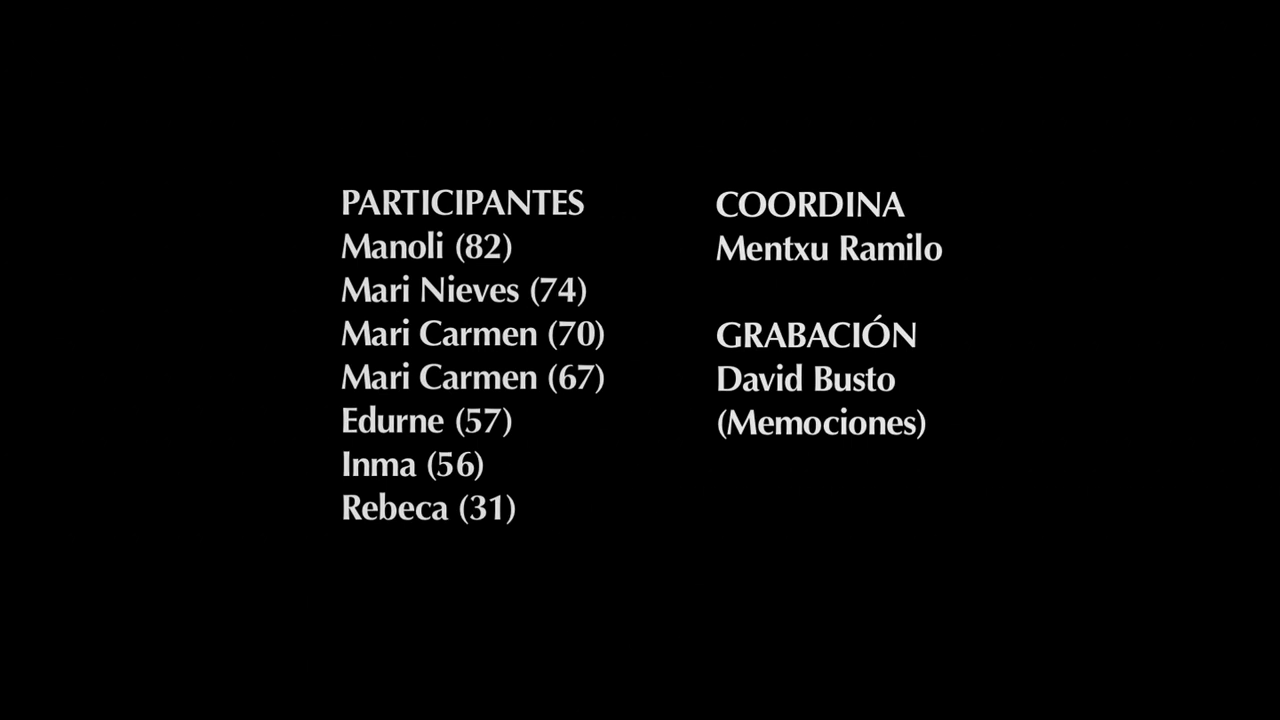 PARTICIPANTES
Manoli (82)
Mari Nieves (74)
Mari Carmen (70)
Mari Carmen (67)
Edurne (57)
Inma (56)
Rebeca (31)
COORDINA
Mentxu Ramilo
GRABACIÓN
David Busto
(Memociones)